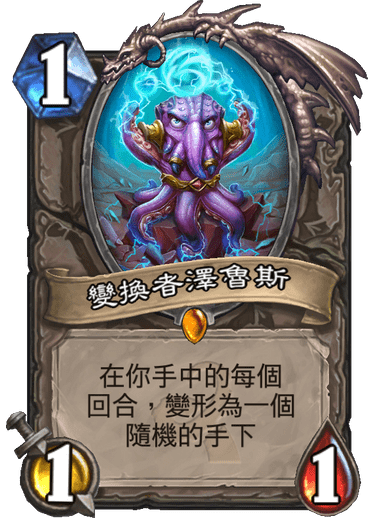 1
變換者澤魯斯
在你手中的每個
回合，變形為一個
隨機的手下
1
1